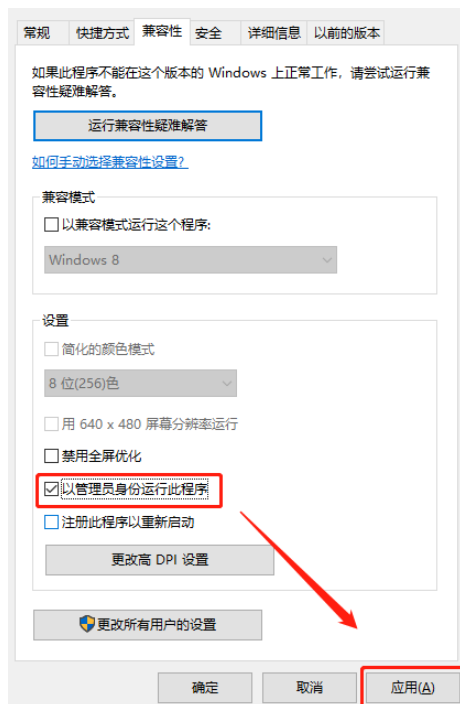 常规 快捷方式 兼容性 安全 详细信息 以前的版本
如果此程序不能在这个版本的 Windows 上正常工作，请尝试运行兼
容性疑难解答。
运行兼容性疑难解答
如何手动选择兼容性设置?
兼容模式
以兼容模式运行这个程序:
Windows 8
设置
简化的颜色模式
8 位(256)色
用 640 x 480 屏幕分辨率运行
禁用全屏优化
以管理员身份运行此程序
注册此程序以重新启动
更改高 DPI 设置
更改所有用户的设置
确定 取消 应用(A)